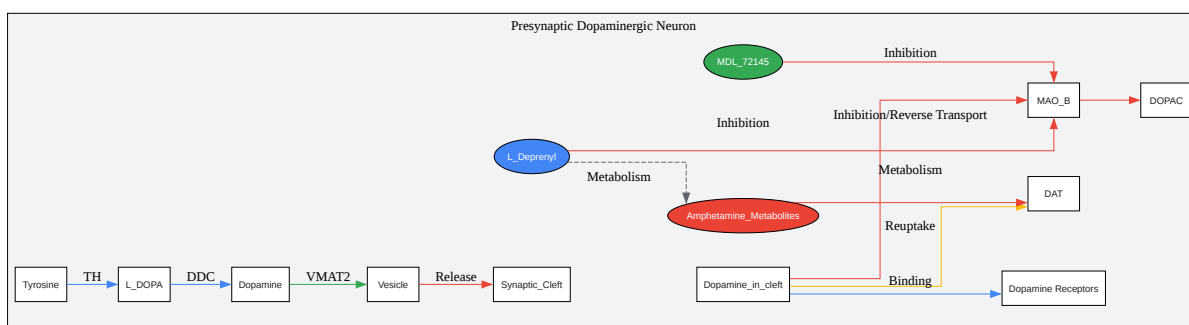 Presynaptic Dopaminergic Neuron
MDL_72145
Inhibition
MAO_B
DOPAC
Inhibition/Reverse Transport
Inhibition
L_Deprenyl
Metabolism
Metabolism
DAT
Amphetamine_Metabolites
Reuptake
Tyrosine
TH
L_DOPA
DDC
Dopamine
VMAT2
Vesicle
Release
Synaptic_Cleft
Dopamine_in_cleft
Binding
Dopamine Receptors